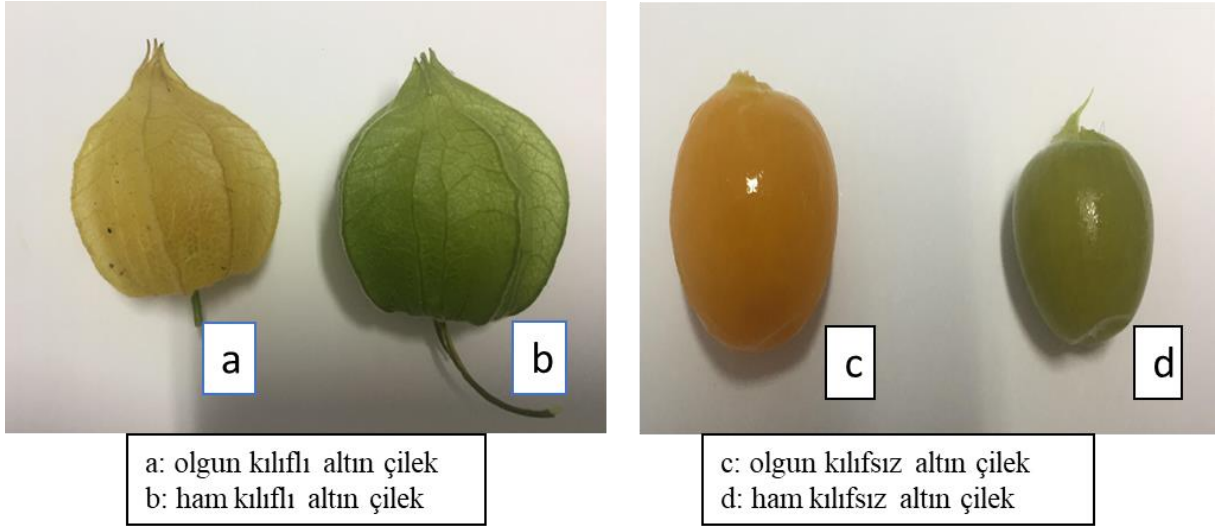 a
b
c
d
a: olgun kılıflı altın çilek
b: ham kılıflı altın çilek
c: olgun kılıfsız altın çilek
d: ham kılıfsız altın çilek